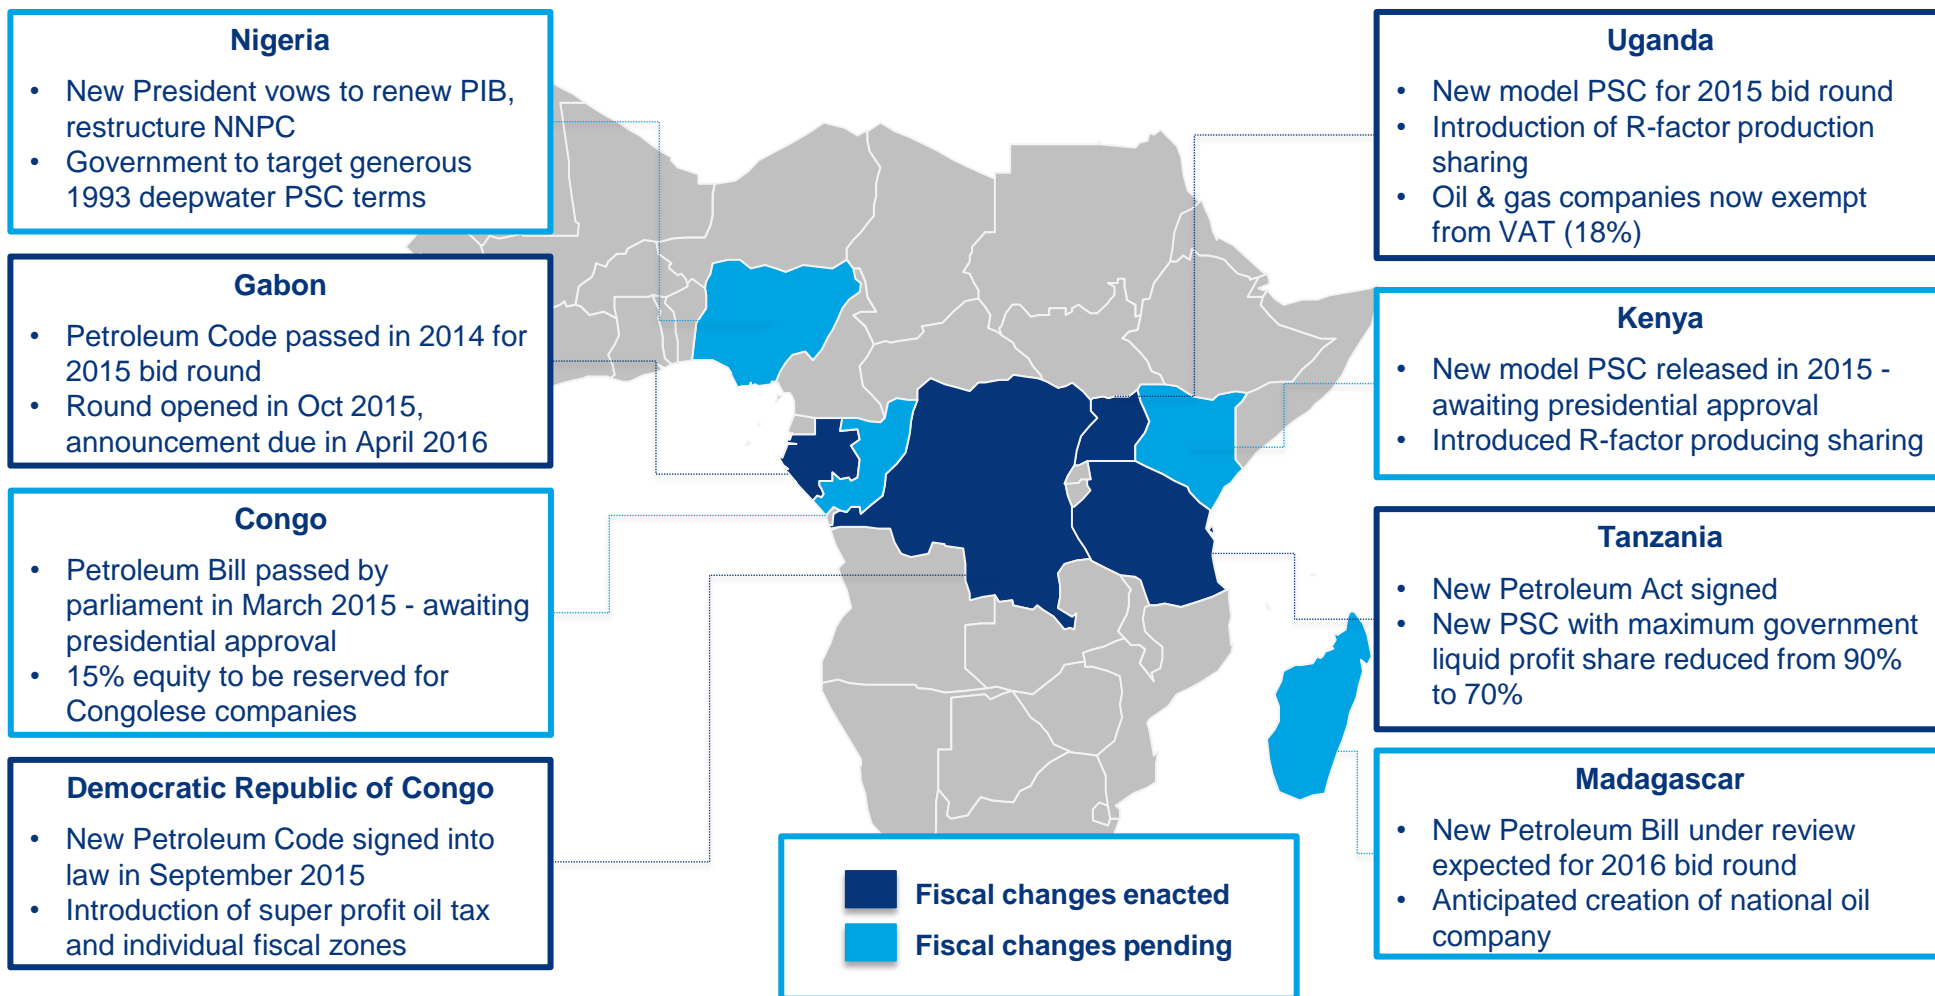 Nigeria
• New President vows to renew PIB,
restructure NNPC
• Government to target generous
1993 deepwater PSC terms
Gabon
• Petroleum Code passed in 2014 for
2015 bid round
• Round opened in Oct 2015,
announcement due in April 2016
Congo
• Petroleum Bill passed by
parliament in March 2015 - awaiting
presidential approval
• 15% equity to be reserved for
Congolese companies
Democratic Republic of Congo
• New Petroleum Code signed into
law in September 2015
• Introduction of super profit oil tax
and individual fiscal zones
Uganda
• New model PSC for 2015 bid round
• Introduction of R-factor production
sharing
• Oil & gas companies now exempt
from VAT (18%)
Kenya
• New model PSC released in 2015 -
awaiting presidential approval
• Introduced R-factor producing sharing
Tanzania
• New Petroleum Act signed
• New PSC with maximum government
liquid profit share reduced from 90%
to 70%
Madagascar
• New Petroleum Bill under review
expected for 2016 bid round
• Anticipated creation of national oil
company
Fiscal changes enacted
Fiscal changes pending